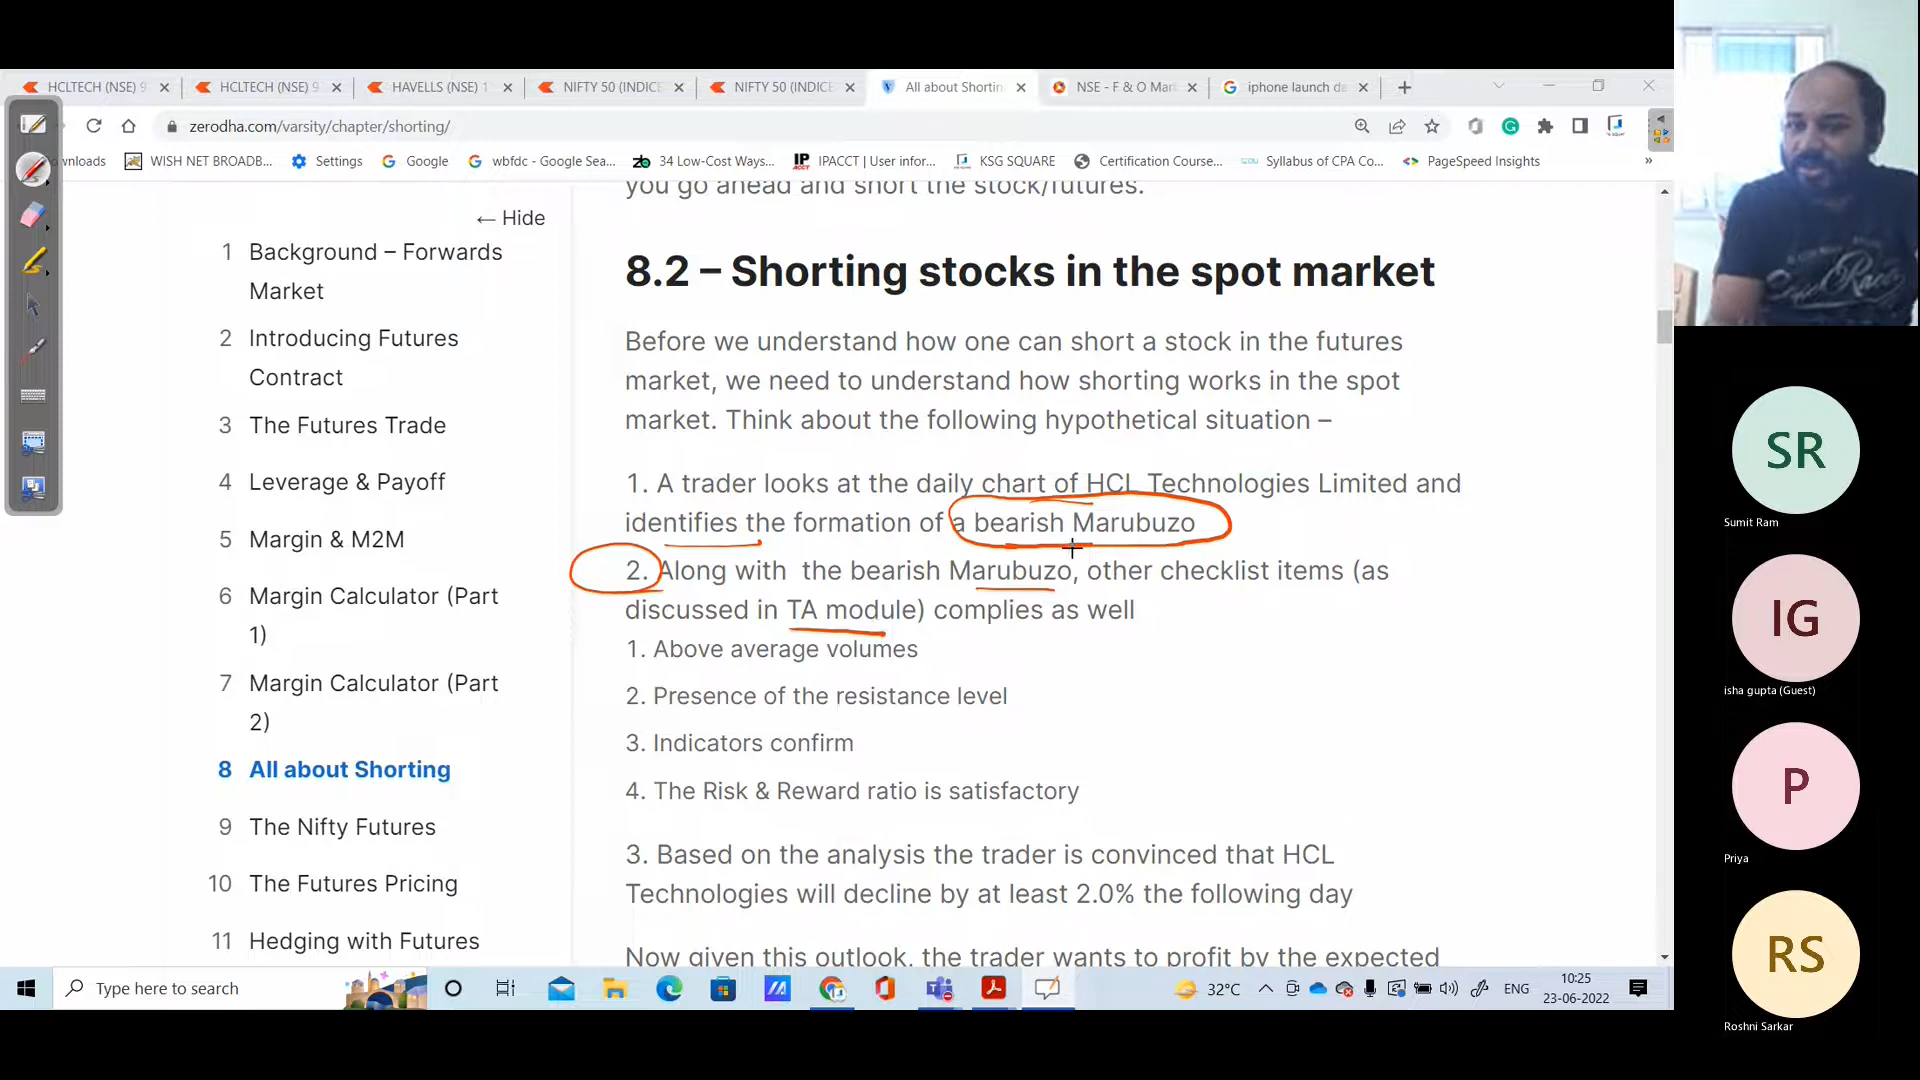 HCLTECH (NSE) 9
HCLTECH (NSE) 9
HAVELLS (NSE) 1
NIFTY 50 (INDICE
NIFTY 50 (INDICE
All about Shortin
NSE - F & O Mar
iphone launch da
zerodha.com/varsity/chapter/shorting/
wnloads
WISH NET BROADB...
Settings
Google
wbfdc - Google Sea...
34 Low-Cost Ways...
IPACCT | User infor...
KSG SQUARE
Certification Course...
Syllabus of CPA Co...
PageSpeed Insights
»
← Hide
1 Background – Forwards
Market
2 Introducing Futures
Contract
3 The Futures Trade
4 Leverage & Payoff
5 Margin & M2M
6 Margin Calculator (Part
1)
7 Margin Calculator (Part
2)
8 All about Shorting
9 The Nifty Futures
10 The Futures Pricing
11 Hedging with Futures
you go ahead and short the stock/futures.
8.2 – Shorting stocks in the spot market
Before we understand how one can short a stock in the futures
market, we need to understand how shorting works in the spot
market. Think about the following hypothetical situation –
1. A trader looks at the daily chart of HCL Technologies Limited and
identifies the formation of a bearish Marubuzo
2. Along with the bearish Marubuzo, other checklist items (as
discussed in TA module) complies as well
1. Above average volumes
2. Presence of the resistance level
3. Indicators confirm
4. The Risk & Reward ratio is satisfactory
3. Based on the analysis the trader is convinced that HCL
Technologies will decline by at least 2.0% the following day
Now given this outlook, the trader wants to profit by the expected
Type here to search
32°C
ENG
10:25
23-06-2022
SR
Sumit Ram
IG
isha gupta (Guest)
P
Priya
RS
Roshni Sarkar